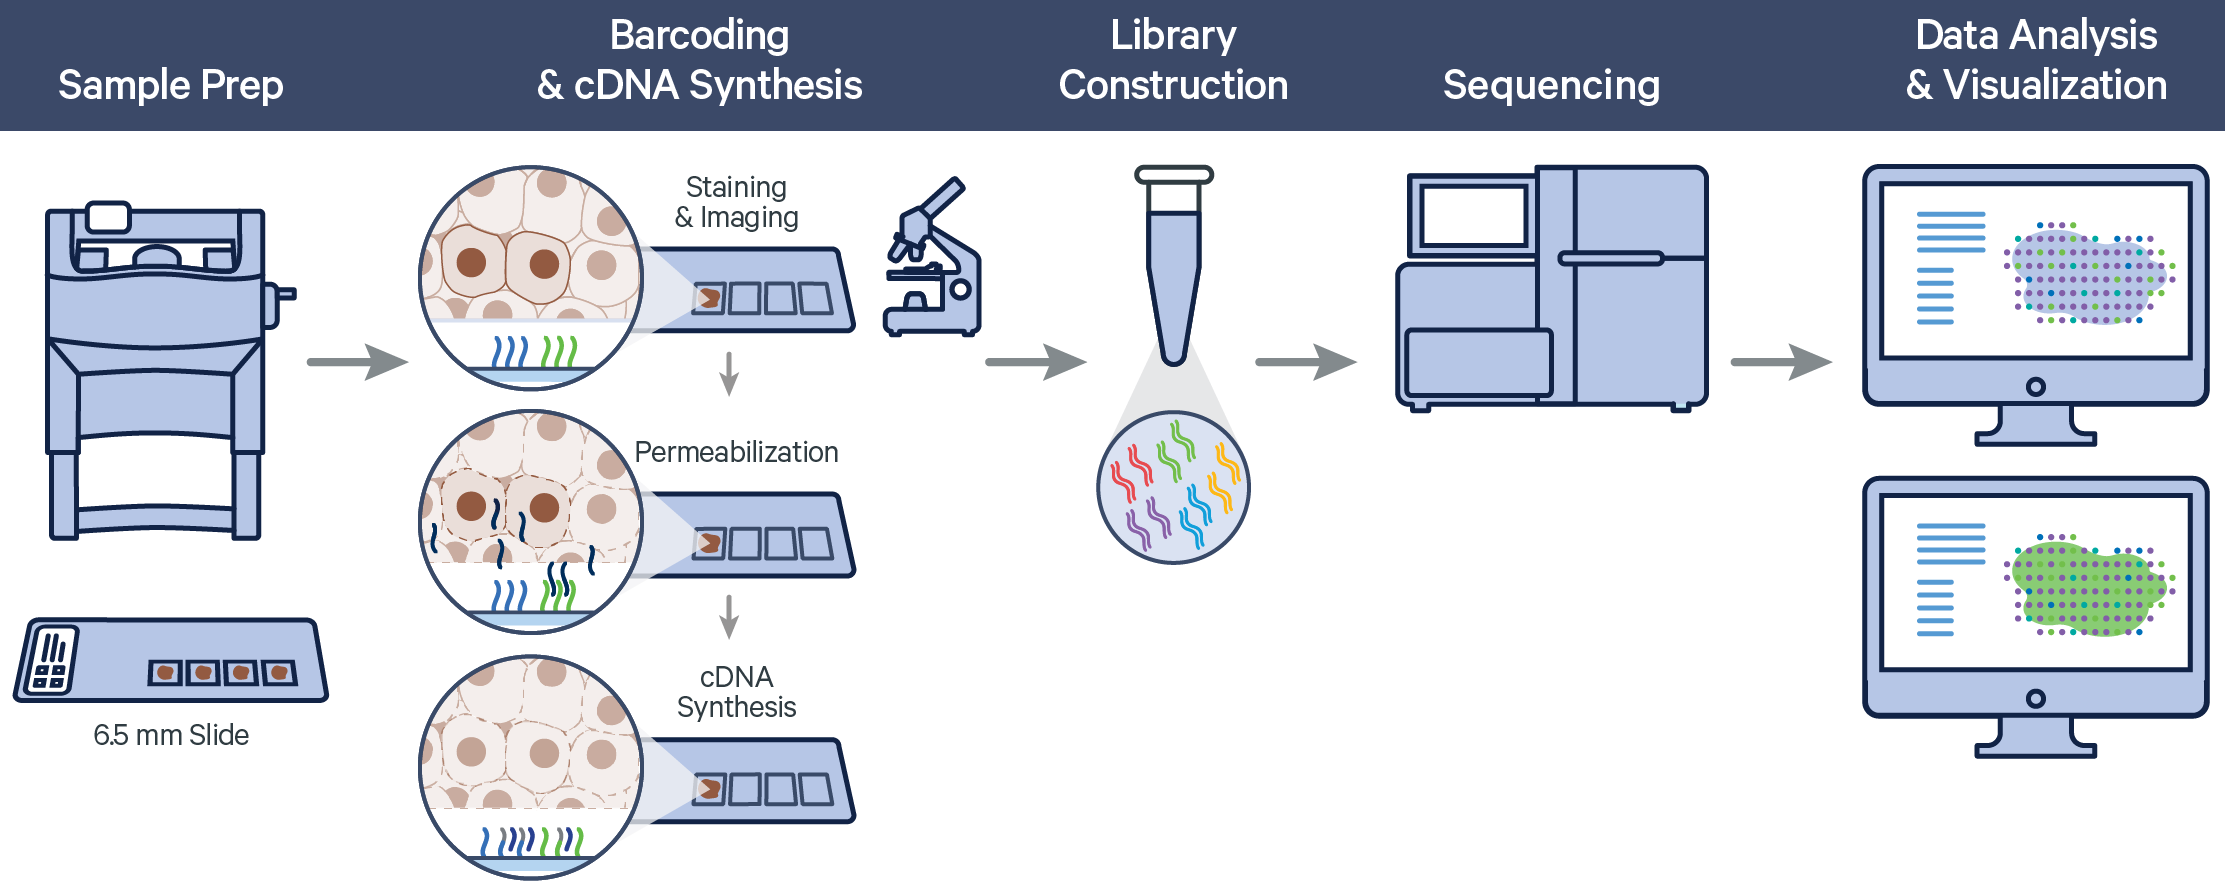 Sample Prep
Barcoding
& cDNA Synthesis
Library
Construction
Sequencing
Data Analysis
& Visualization
Staining
& Imaging
Permeabilization
cDNA
Synthesis
6.5 mm Slide